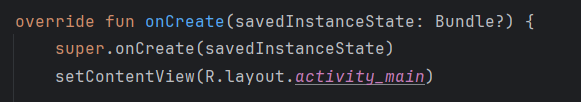 override fun onCreate(savedInstanceState: Bundle?) {
super.onCreate(savedInstanceState)
setContentView(R.layout.activity_main)